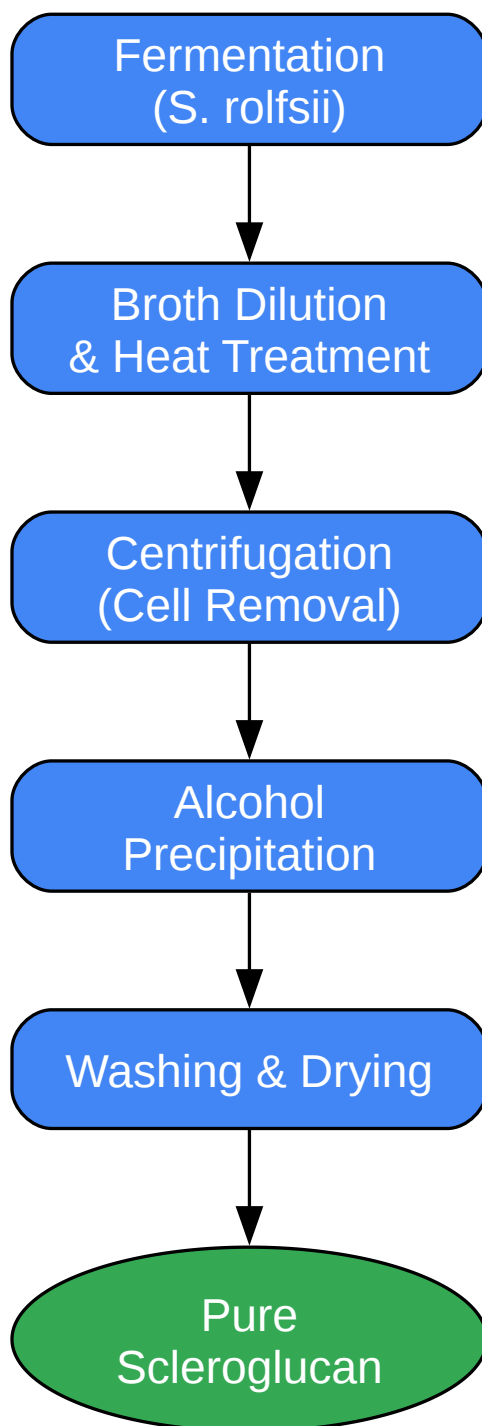 Fermentation
(S. rolfsii)
Broth Dilution
& Heat Treatment
Centrifugation
(Cell Removal)
Alcohol
Precipitation
Washing & Drying
Pure
Scleroglucan